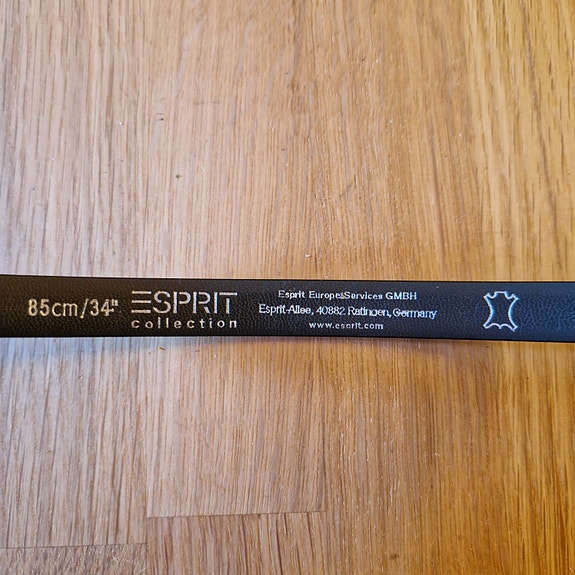 85cm/34"
ESPRIT
collection
Esprit Europe Services GMBH
Esprit-Allee, 40882 Ratingen, Germany
www.esprit.com